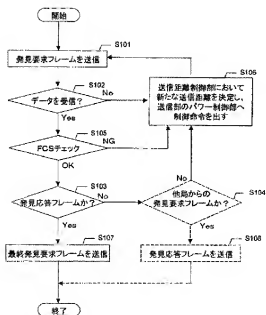 開始
S101
発見要求フレームを送信
S102
データを受信?
No
Yes
S106
送信距離制御部において
新たな送信距離を決定し、
送信部のパワー制御部へ
制御命令を出す
S105
FCSチェック
NG
OK
S103
発見応答フレームか?
No
Yes
S104
他局からの
発見要求フレームか?
No
Yes
S107
最終発見要求フレームを送信
S108
発見応答フレームを送信
終了